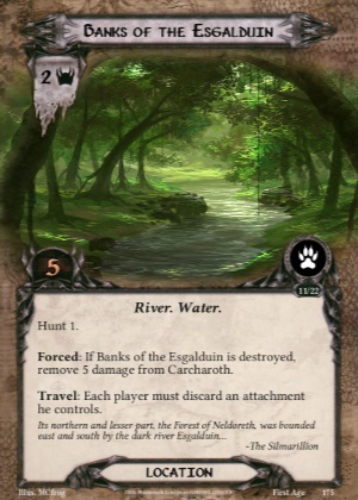 BANKS OF THE ESGALDUIN
2
5
11/22
River. Water.
Hunt 1.
Forced: If Banks of the Esgalduin is destroyed,
remove 5 damage from Carcharoth.
Travel: Each player must discard an attachment
he controls.
Its northern and lesser part, the Forest of Neldoreth, was bounded
east and south by the dark river Esgalduin...
-The Silmarillion
LOCATION
Illus. MCfrog
First Age
173